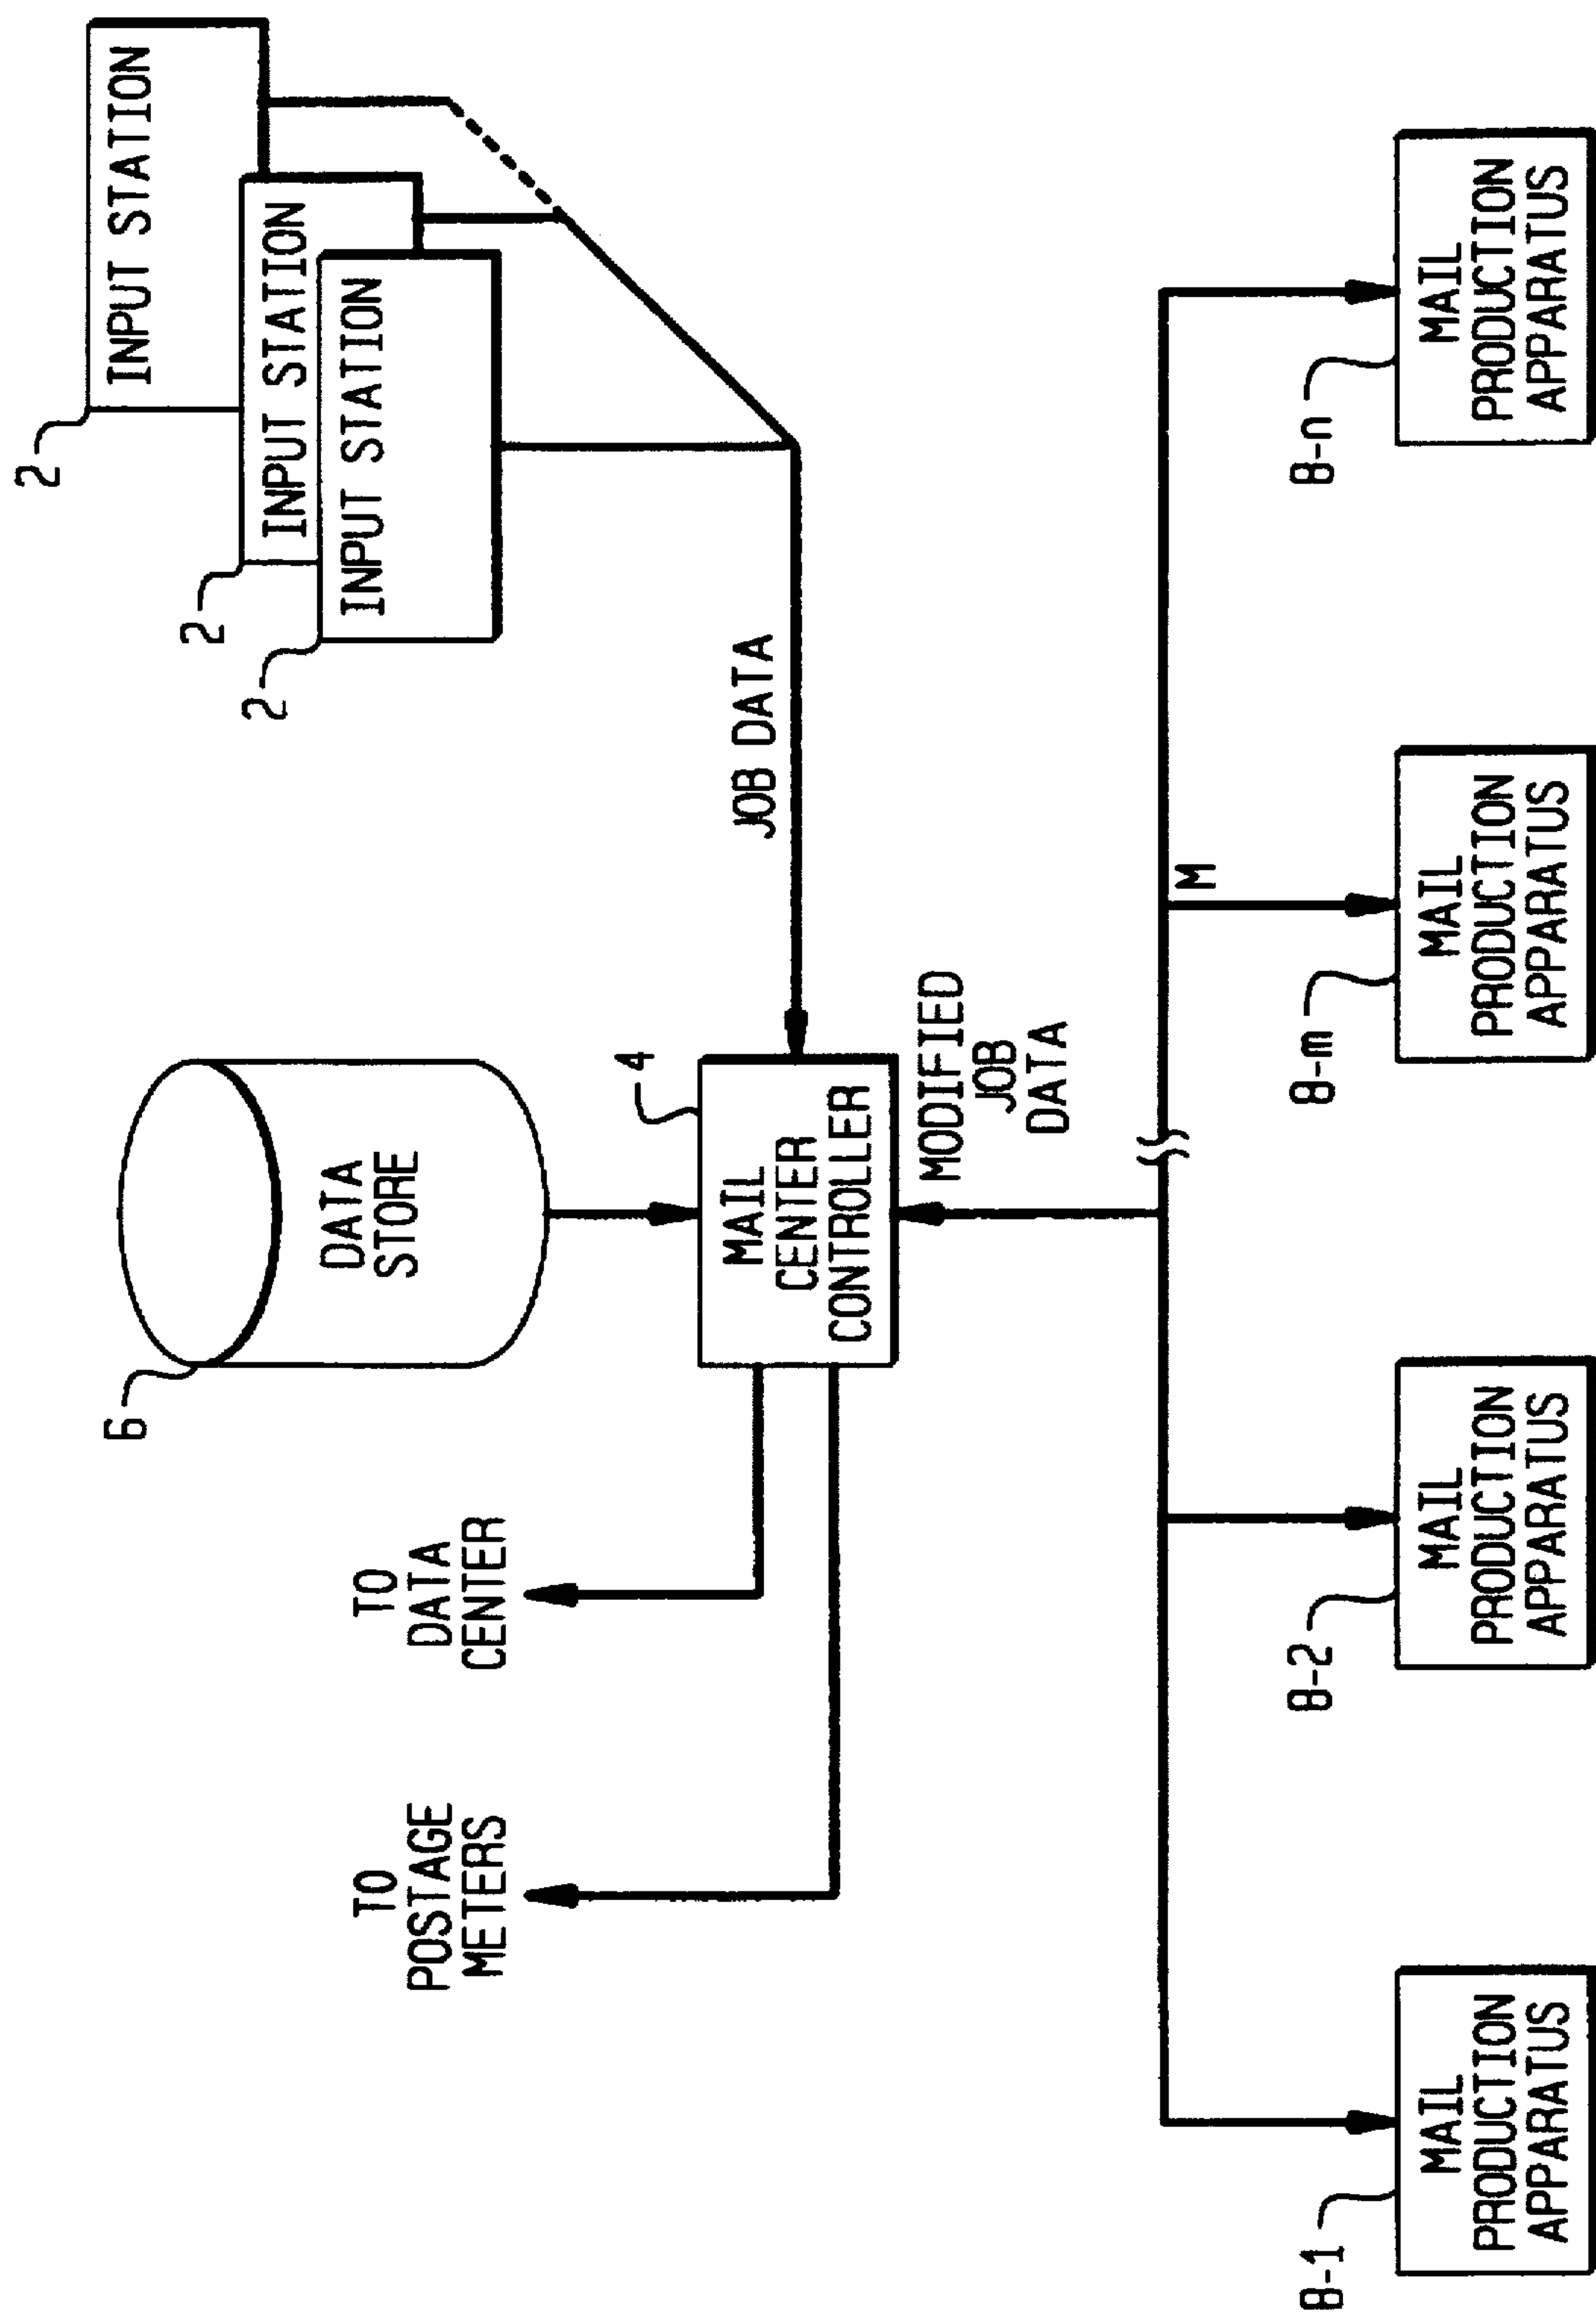 6
DATA
STORE
2
INPUT STATION
2
INPUT STATION
2
INPUT STATION
TO
POSTAGE
METERS
TO
DATA
CENTER
4
MAIL
CENTER
CONTROLLER
JOB DATA
MODIFIED
JOB
DATA
M
8-1
MAIL
PRODUCTION
APPARATUS
8-2
MAIL
PRODUCTION
APPARATUS
8-m
MAIL
PRODUCTION
APPARATUS
8-n
MAIL
PRODUCTION
APPARATUS